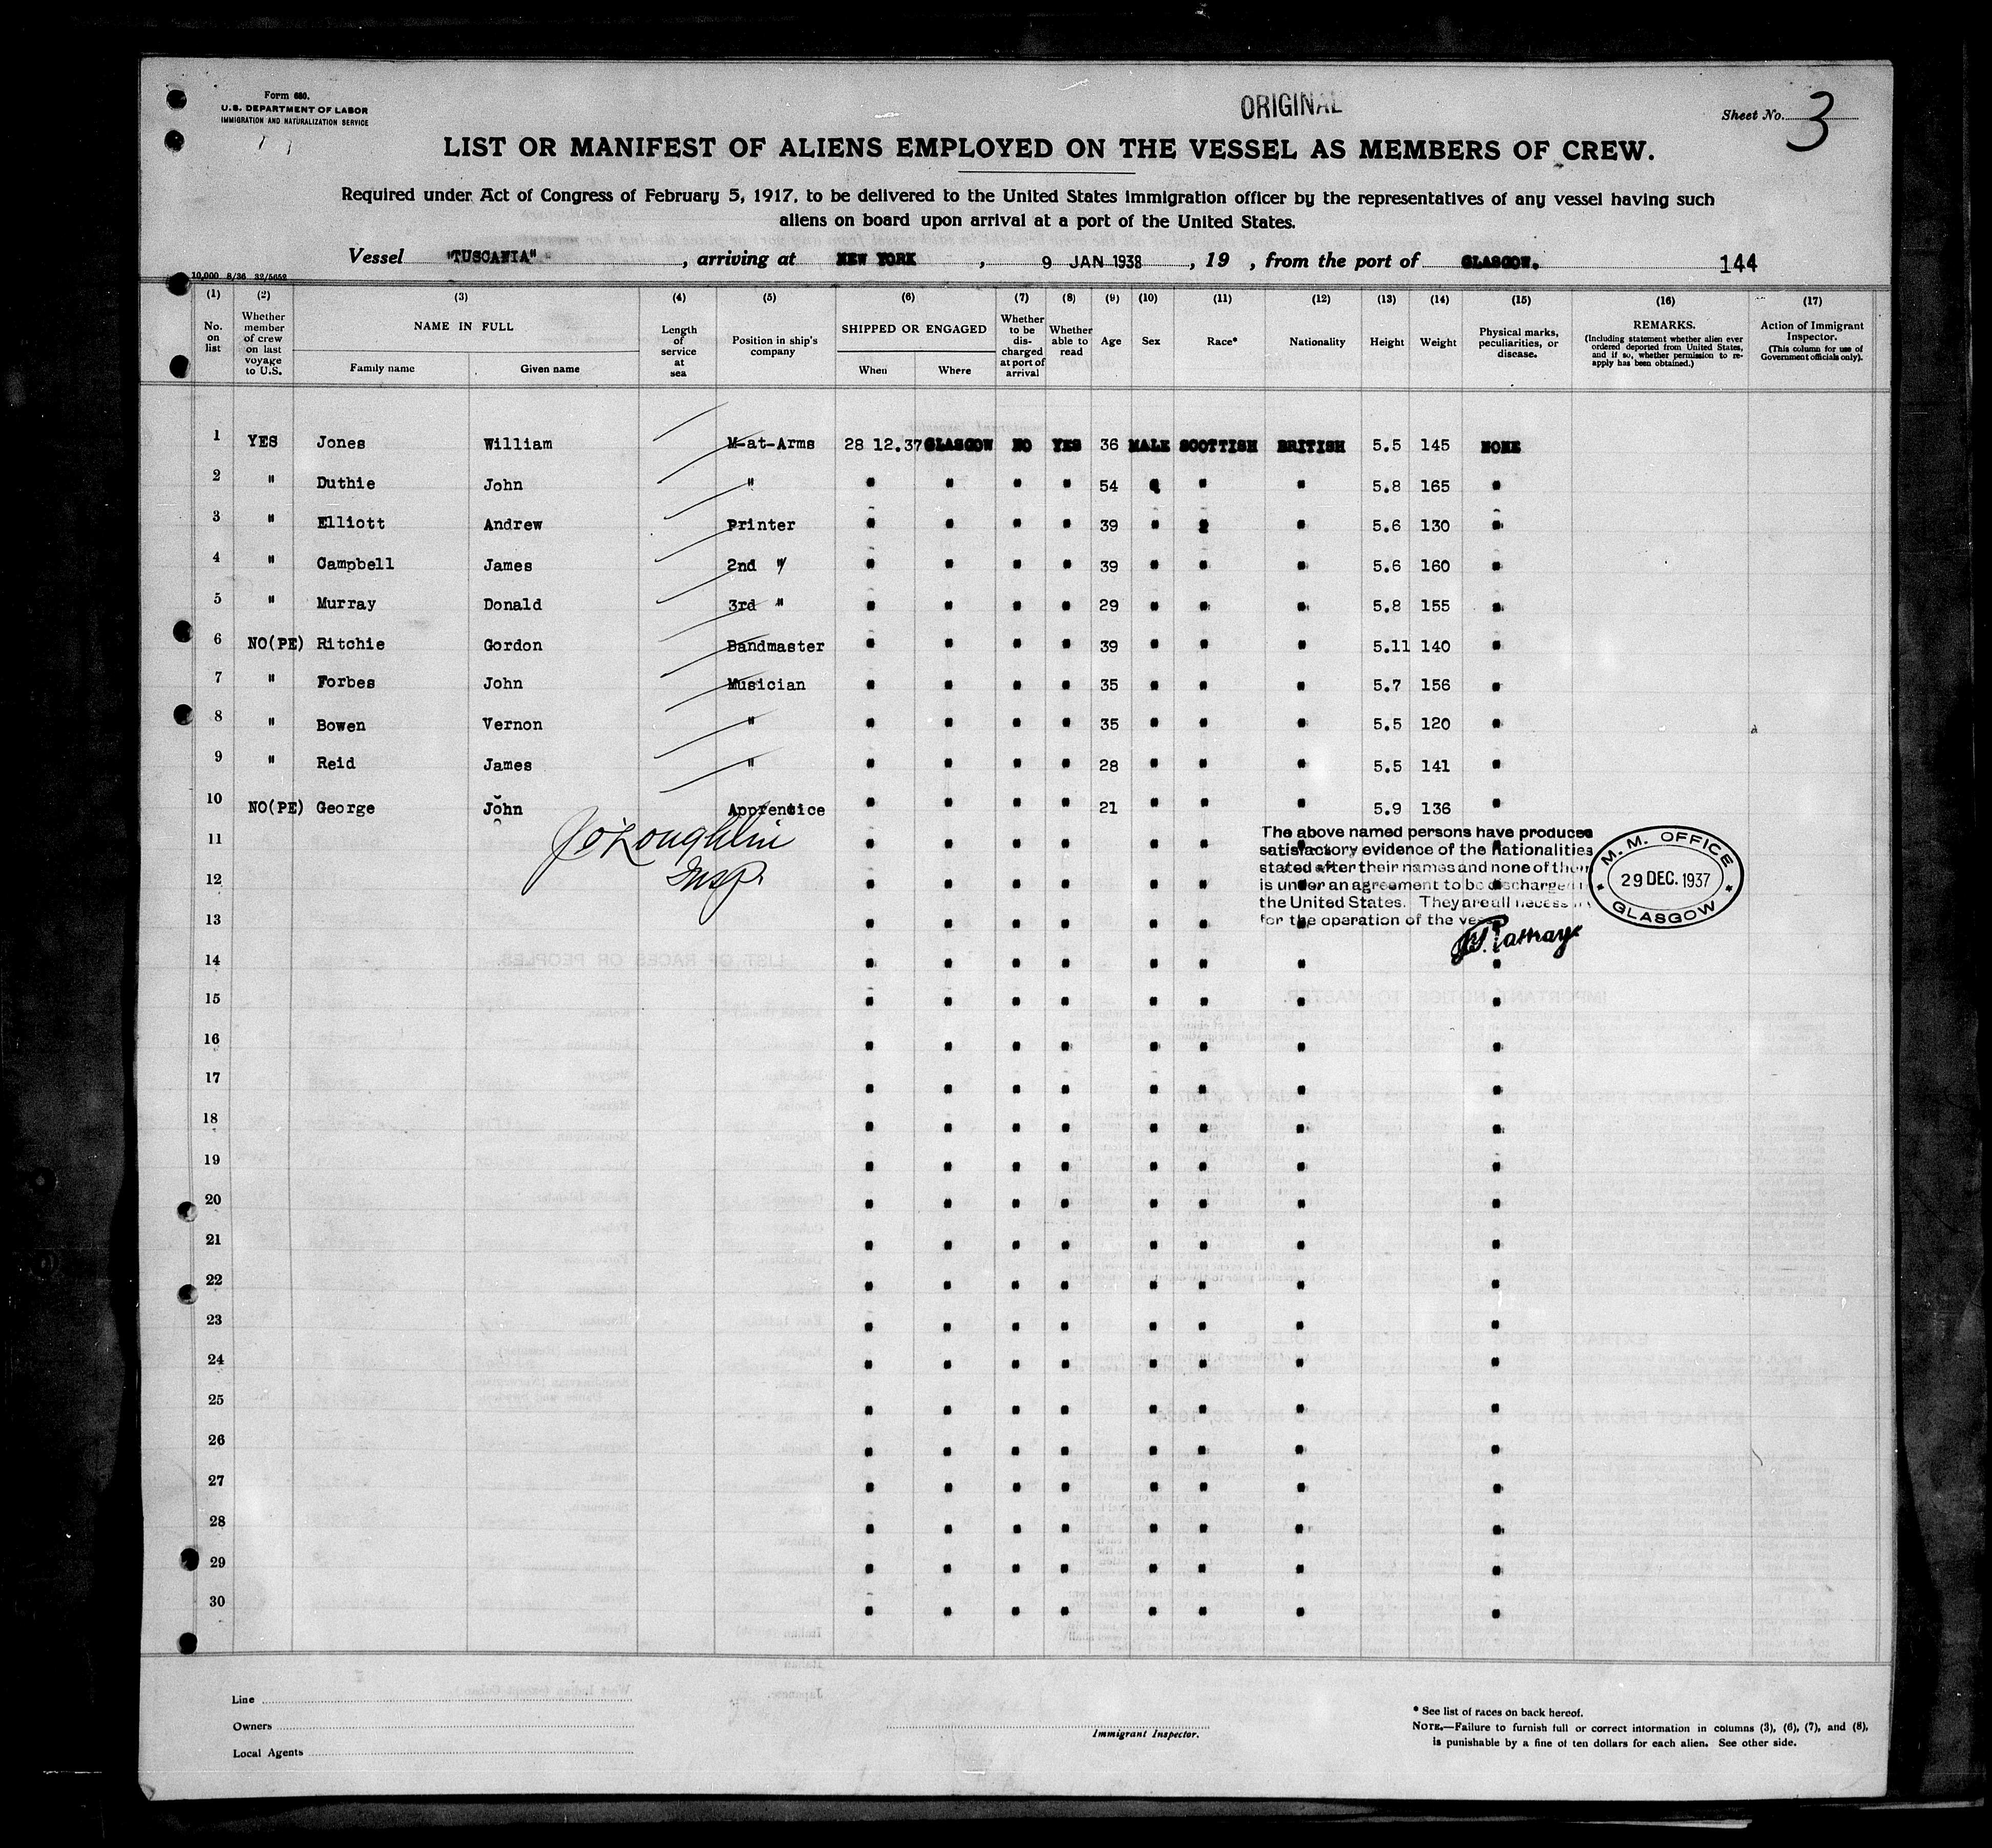 Form 680.
U.S. DEPARTMENT OF LABOR
IMMIGRATION AND NATURALIZATION SERVICE
ORIGINAL
Sheet No. 3
LIST OR MANIFEST OF ALIENS EMPLOYED ON THE VESSEL AS MEMBERS OF CREW.
Required under Act of Congress of February 5, 1917, to be delivered to the United States immigration officer by the representatives of any vessel having such
aliens on board upon arrival at a port of the United States.
Vessel "TUSCANIA", arriving at NEW YORK, 9 JAN 1938, 19 , from the port of GLASGOW. 144
10,000 8/36 32/5652
(1) (2) (3) (4) (5) (6) (7) (8) (9) (10) (11) (12) (13) (14) (15) (16) (17)
No. on list
Whether member of crew on last voyage to U.S.
NAME IN FULL
Family name Given name
Length of service at sea
Position in ship's company
SHIPPED OR ENGAGED
When Where
Whether to be discharged at port of arrival
Whether able to read
Age
Sex
Race*
Nationality
Height
Weight
Physical marks, peculiarities, or disease.
REMARKS.
(Including statement whether alien ever ordered deported from United States, and if so, whether permission to reapply has been obtained.)
Action of Immigrant Inspector.
(This column for use of Government officials only).
1 YES Jones William M-at-Arms 28 12.37 GLASGOW NO YES 36 MALE SCOTTISH BRITISH 5.5 145 NONE
2 " Duthie John " " " " " 54 " " " 5.8 165 "
3 " Elliott Andrew Printer " " " " 39 " " " 5.6 130 "
4 " Campbell James 2nd " " " " " 39 " " " 5.6 160 "
5 " Murray Donald 3rd " " " " " 29 " " " 5.8 155 "
6 NO(PE) Ritchie Gordon Bandmaster " " " " 39 " " " 5.11 140 "
7 " Forbes John Musician " " " " 35 " " " 5.7 156 "
8 " Bowen Vernon " " " " " 35 " " " 5.5 120 "
9 " Reid James " " " " " 28 " " " 5.5 141 "
10 NO(PE) George John Apprentice " " " " 21 " " " 5.9 136 "
11 " " " " " " " "
12 " " " " " " " "
13 " " " " " " " "
14 " " " " " " " "
15 " " " " " " " "
16 " " " " " " " "
17 " " " " " " " "
18 " " " " " " " "
19 " " " " " " " "
20 " " " " " " " "
21 " " " " " " " "
22 " " " " " " " "
23 " " " " " " " "
24 " " " " " " " "
25 " " " " " " " "
26 " " " " " " " "
27 " " " " " " " "
28 " " " " " " " "
29 " " " " " " " "
30 " " " " " " " "
J O'Loughlin
Insp.
The above named persons have produces
satisfactory evidence of the nationalities
stated after their names and none of them
is under an agreement to be discharged
the United States. They are all necess
for the operation of the ves
M. M. OFFICE
29 DEC. 1937
GLASGOW
Line
Owners
Local Agents
Immigrant Inspector.
* See list of races on back hereof.
NOTE.—Failure to furnish full or correct information in columns (3), (6), (7), and (8),
is punishable by a fine of ten dollars for each alien. See other side.